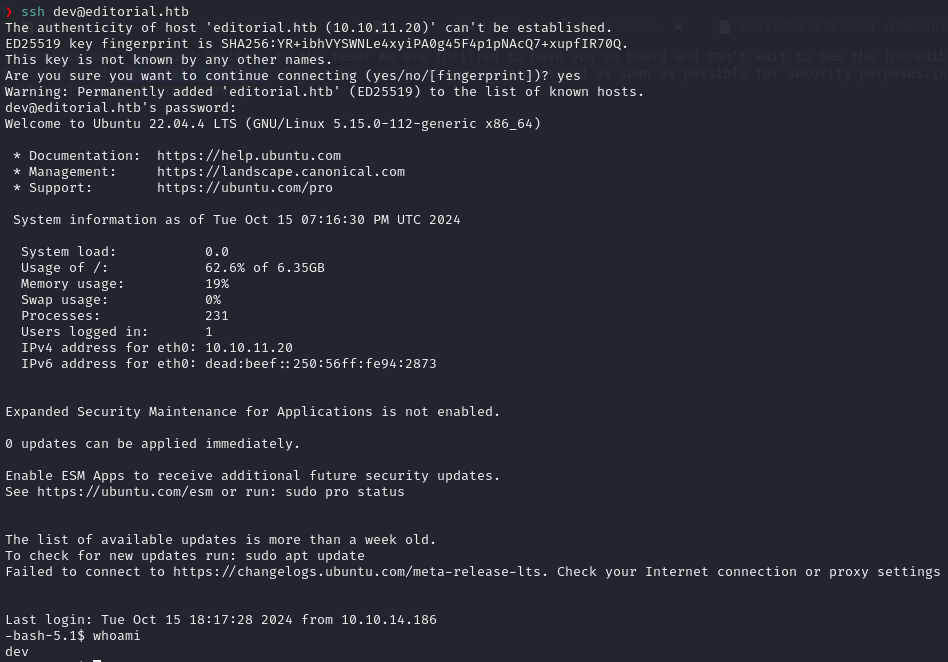 ❯ ssh dev@editorial.htb
The authenticity of host 'editorial.htb (10.10.11.20)' can't be established.
ED25519 key fingerprint is SHA256:YR+ibhVYSWNLe4xyiPA0g45F4p1pNAcQ7+xupfIR70Q.
This key is not known by any other names.
Are you sure you want to continue connecting (yes/no/[fingerprint])? yes
Warning: Permanently added 'editorial.htb' (ED25519) to the list of known hosts.
dev@editorial.htb's password:
Welcome to Ubuntu 22.04.4 LTS (GNU/Linux 5.15.0-112-generic x86_64)
* Documentation:  https://help.ubuntu.com
* Management:     https://landscape.canonical.com
* Support:        https://ubuntu.com/pro
System information as of Tue Oct 15 07:16:30 PM UTC 2024
System load:           0.0
Usage of /:            62.6% of 6.35GB
Memory usage:          19%
Swap usage:            0%
Processes:             231
Users logged in:       1
IPv4 address for eth0: 10.10.11.20
IPv6 address for eth0: dead:beef::250:56ff:fe94:2873
Expanded Security Maintenance for Applications is not enabled.
0 updates can be applied immediately.
Enable ESM Apps to receive additional future security updates.
See https://ubuntu.com/esm or run: sudo pro status
The list of available updates is more than a week old.
To check for new updates run: sudo apt update
Failed to connect to https://changelogs.ubuntu.com/meta-release-lts. Check your Internet connection or proxy settings
Last login: Tue Oct 15 18:17:28 2024 from 10.10.14.186
-bash-5.1$ whoami
dev